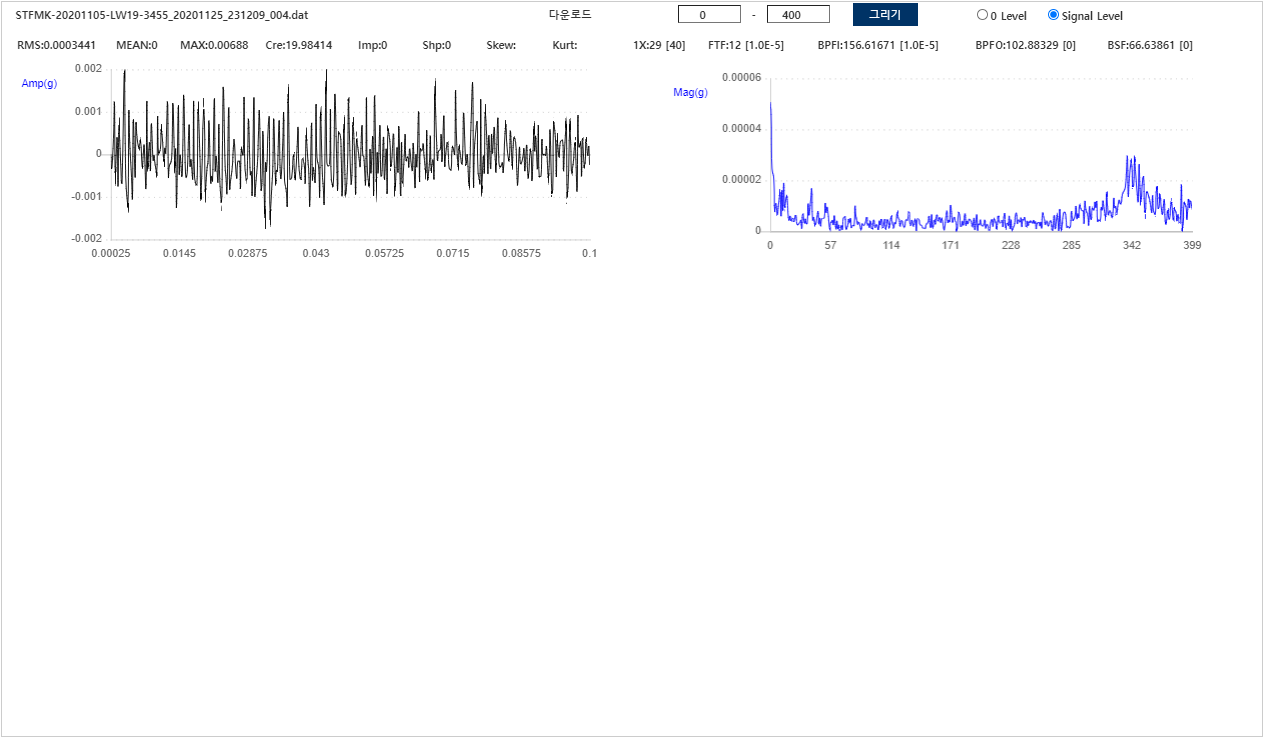 STFMK-20201105-LW19-3455_20201125_231209_004.dat 다운로드 0 - 400 그리기 0 Level Signal Level
RMS:0.0003441 MEAN:0 MAX:0.00688 Cre:19.98414 Imp:0 Shp:0 Skew: Kurt: 1X:29 [40] FTF:12 [1.0E-5] BPFI:156.61671 [1.0E-5] BPFO:102.88329 [0] BSF:66.63861 [0]
Amp(g)
0.002
0.001
0
-0.001
-0.002
0.00025 0.0145 0.02875 0.043 0.05725 0.0715 0.08575 0.1
Mag(g)
0.00006
0.00004
0.00002
0
0 57 114 171 228 285 342 399